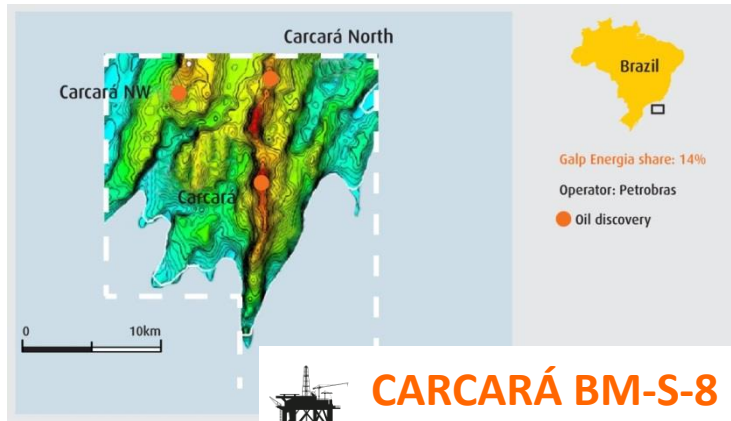 Carcará North
Carcará NW
Carcará
0 10km
Brazil
Galp Energia share: 14%
Operator: Petrobras
Oil discovery
CARCARÁ BM-S-8